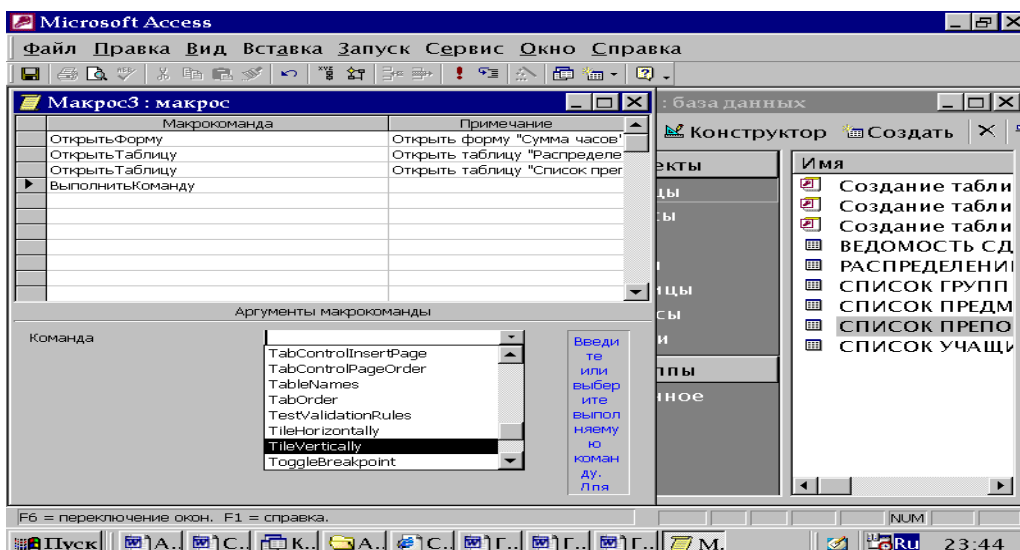 Microsoft Access
Файл Правка Вид Вставка Запуск Сервис Окно Справка
Макрос3 : макрос
Макрокоманда Примечание
ОткрытьФорму Открыть форму "Сумма часов"
ОткрытьТаблицу Открыть таблицу "Распределе
ОткрытьТаблицу Открыть таблицу "Список преп
ВыполнитьКоманду
Аргументы макрокоманды
Команда
TabControlInsertPage
TabControlPageOrder
TableNames
TabOrder
TestValidationRules
TileHorizontally
TileVertically
ToggleBreakpoint
Введи
те
или
выбер
ите
выпол
няему
ю
коман
ду.
Для
: база данных
Конструктор Создать
екты
цы
сы
ы
ицы
сы
и
ппы
нное
Имя
Создание табли
Создание табли
Создание табли
ВЕДОМОСТЬ СД
РАСПРЕДЕЛЕНИ
СПИСОК ГРУПП
СПИСОК ПРЕДМ
СПИСОК ПРЕПО
СПИСОК УЧАЩИ
F6 = переключение окон. F1 = справка.
NUM
Пуск А.. С.. К.. А.. С.. Г.. Г.. Г.. М. Ru 23:44